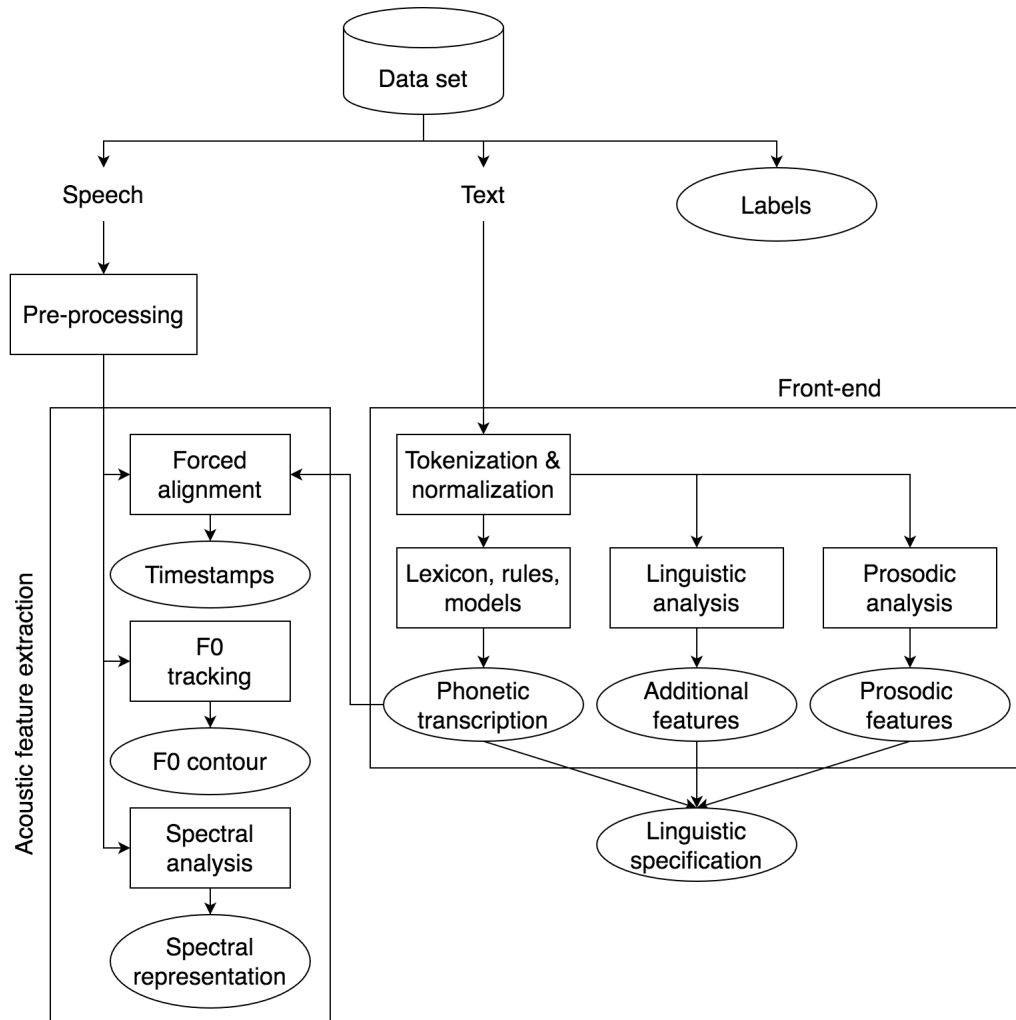 Data set
Speech
Text
Labels
Pre-processing
Front-end
Acoustic feature extraction
Forced
alignment
Timestamps
F0
tracking
F0 contour
Spectral
analysis
Spectral
representation
Tokenization &
normalization
Lexicon, rules,
models
Linguistic
analysis
Prosodic
analysis
Phonetic
transcription
Additional
features
Prosodic
features
Linguistic
specification